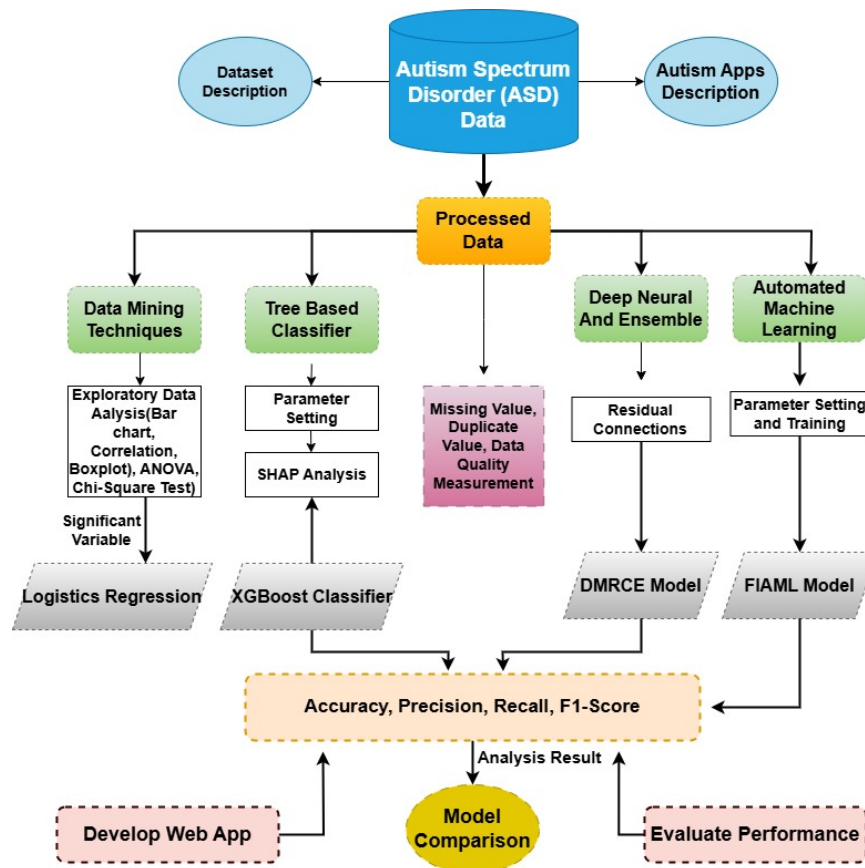 Dataset
Description
Autism Spectrum
Disorder (ASD)
Data
Autism Apps
Description
Processed
Data
Data Mining
Techniques
Tree Based
Classifier
Deep Neural
And Ensemble
Automated
Machine
Learning
Exploratory Data
Aalysis(Bar
chart,
Correlation,
Boxplot), ANOVA,
Chi-Square Test)
Parameter
Setting
SHAP Analysis
Missing Value,
Duplicate
Value, Data
Quality
Measurement
Residual
Connections
Parameter Setting
and Training
Significant
Variable
Logistics Regression
XGBoost Classifier
DMRCE Model
FIAML Model
Accuracy, Precision, Recall, F1-Score
Analysis Result
Develop Web App
Model
Comparison
Evaluate Performance